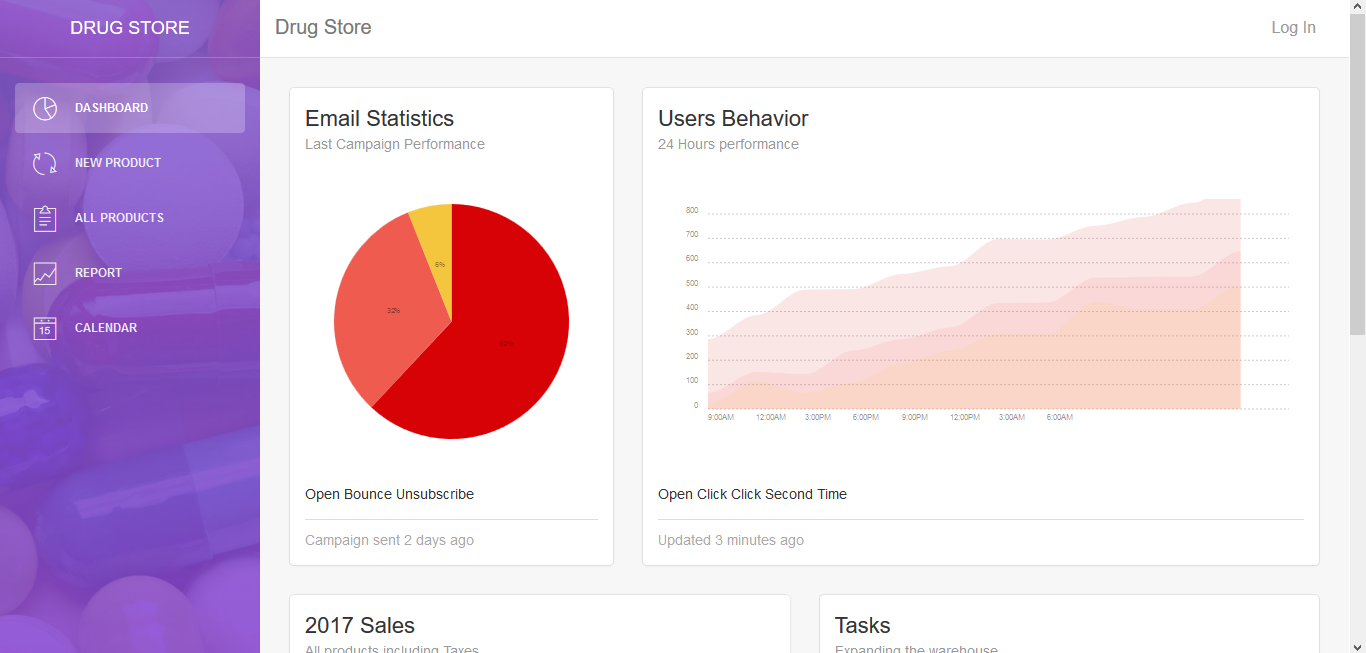 DRUG STORE
DASHBOARD
NEW PRODUCT
ALL PRODUCTS
REPORT
15
CALENDAR
Drug Store
Log In
Email Statistics
Last Campaign Performance
6%
32%
62%
Open Bounce Unsubscribe
Campaign sent 2 days ago
Users Behavior
24 Hours performance
800
700
600
500
400
300
200
100
0
9:00AM 12:00AM 3:00PM 6:00PM 9:00PM 12:00PM 3:00AM 6:00AM
Open Click Click Second Time
Updated 3 minutes ago
2017 Sales
All products including Taxes
Tasks
Expanding the warehouse